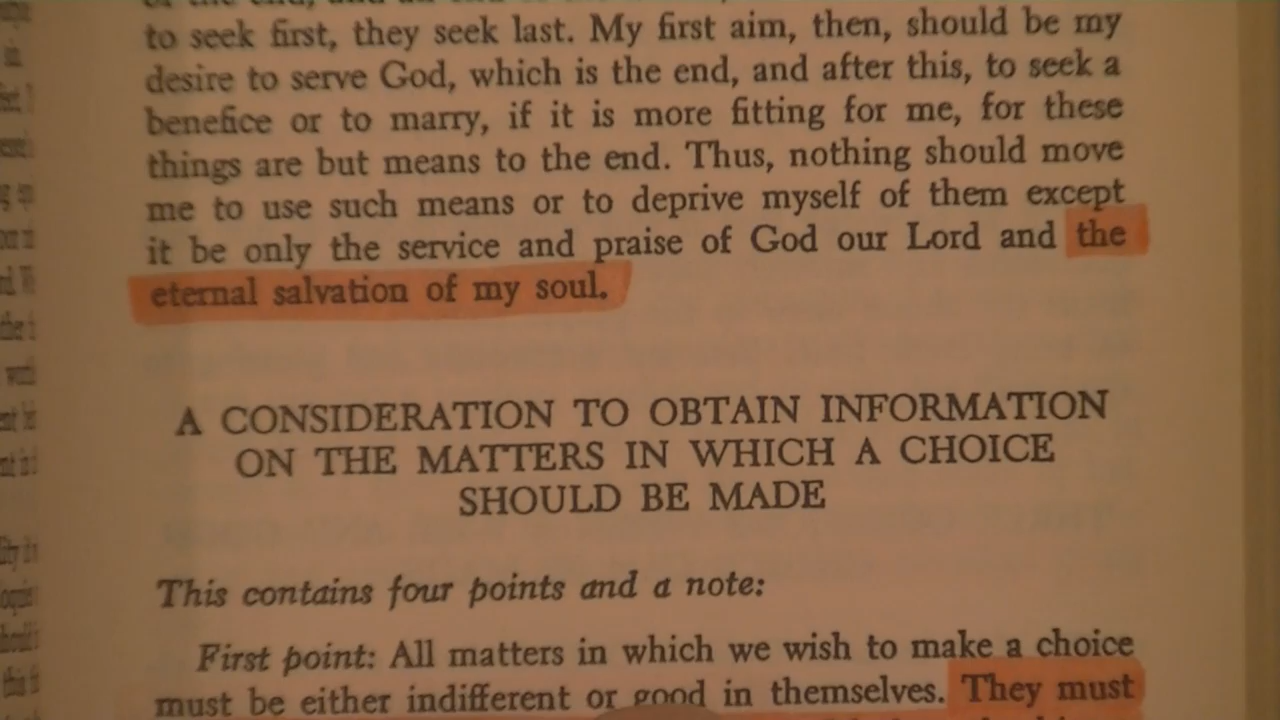 to seek first, they seek last. My first aim, then, should be my
desire to serve God, which is the end, and after this, to seek a
benefice or to marry, if it is more fitting for me, for these
things are but means to the end. Thus, nothing should move
me to use such means or to deprive myself of them except
it be only the service and praise of God our Lord and the
eternal salvation of my soul.
A CONSIDERATION TO OBTAIN INFORMATION
ON THE MATTERS IN WHICH A CHOICE
SHOULD BE MADE
This contains four points and a note:
First point: All matters in which we wish to make a choice
must be either indifferent or good in themselves. They must